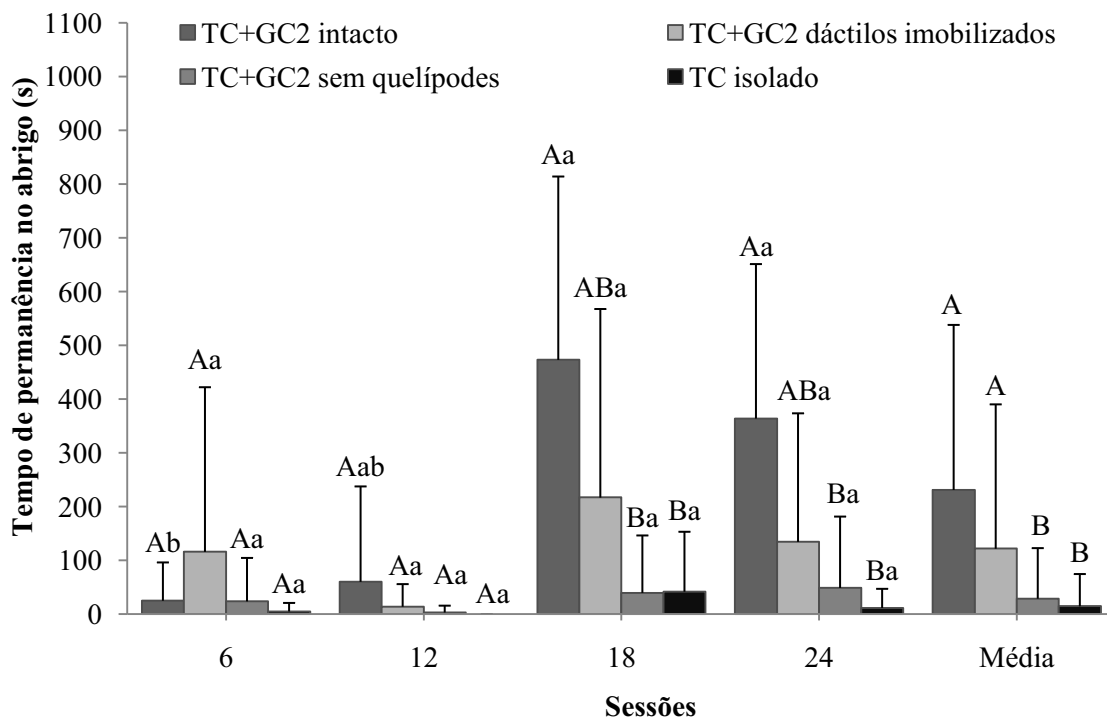 1100
1000
900
800
700
600
500
400
300
200
100
0
Tempo de permanência no abrigo (s)
TC+GC2 intacto
TC+GC2 dáctilos imobilizados
TC+GC2 sem quelípodes
TC isolado
Ab
Aa
Aa
Aa
Aab
Aa
Aa
Aa
Aa
ABa
Ba
Ba
Aa
ABa
Ba
Ba
A
A
B
B
6
12
18
24
Média
Sessões